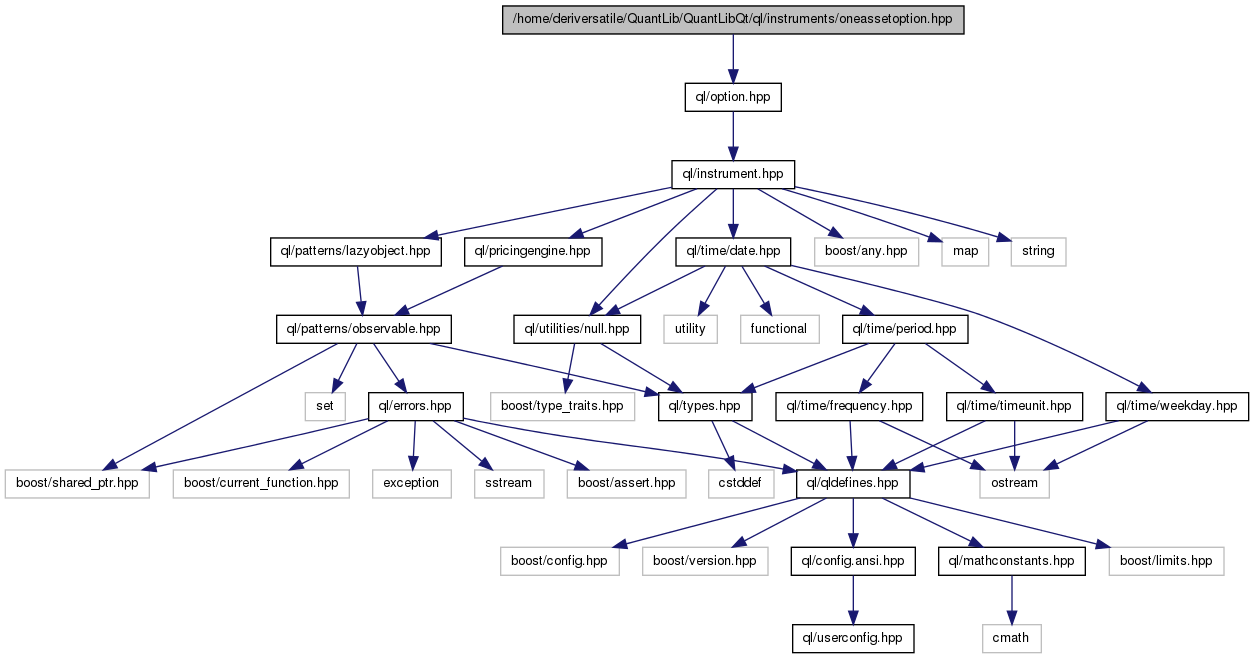 /home/deriversatile/QuantLib/QuantLibQt/ql/instruments/oneassetoption.hpp
ql/option.hpp
ql/instrument.hpp
ql/patterns/lazyobject.hpp
ql/pricingengine.hpp
ql/time/date.hpp
boost/any.hpp
map
string
ql/patterns/observable.hpp
ql/utilities/null.hpp
utility
functional
ql/time/period.hpp
set
ql/errors.hpp
boost/type_traits.hpp
ql/types.hpp
ql/time/frequency.hpp
ql/time/timeunit.hpp
ql/time/weekday.hpp
boost/shared_ptr.hpp
boost/current_function.hpp
exception
sstream
boost/assert.hpp
cstddef
ql/qldefines.hpp
ostream
boost/config.hpp
boost/version.hpp
ql/config.ansi.hpp
ql/mathconstants.hpp
boost/limits.hpp
ql/userconfig.hpp
cmath